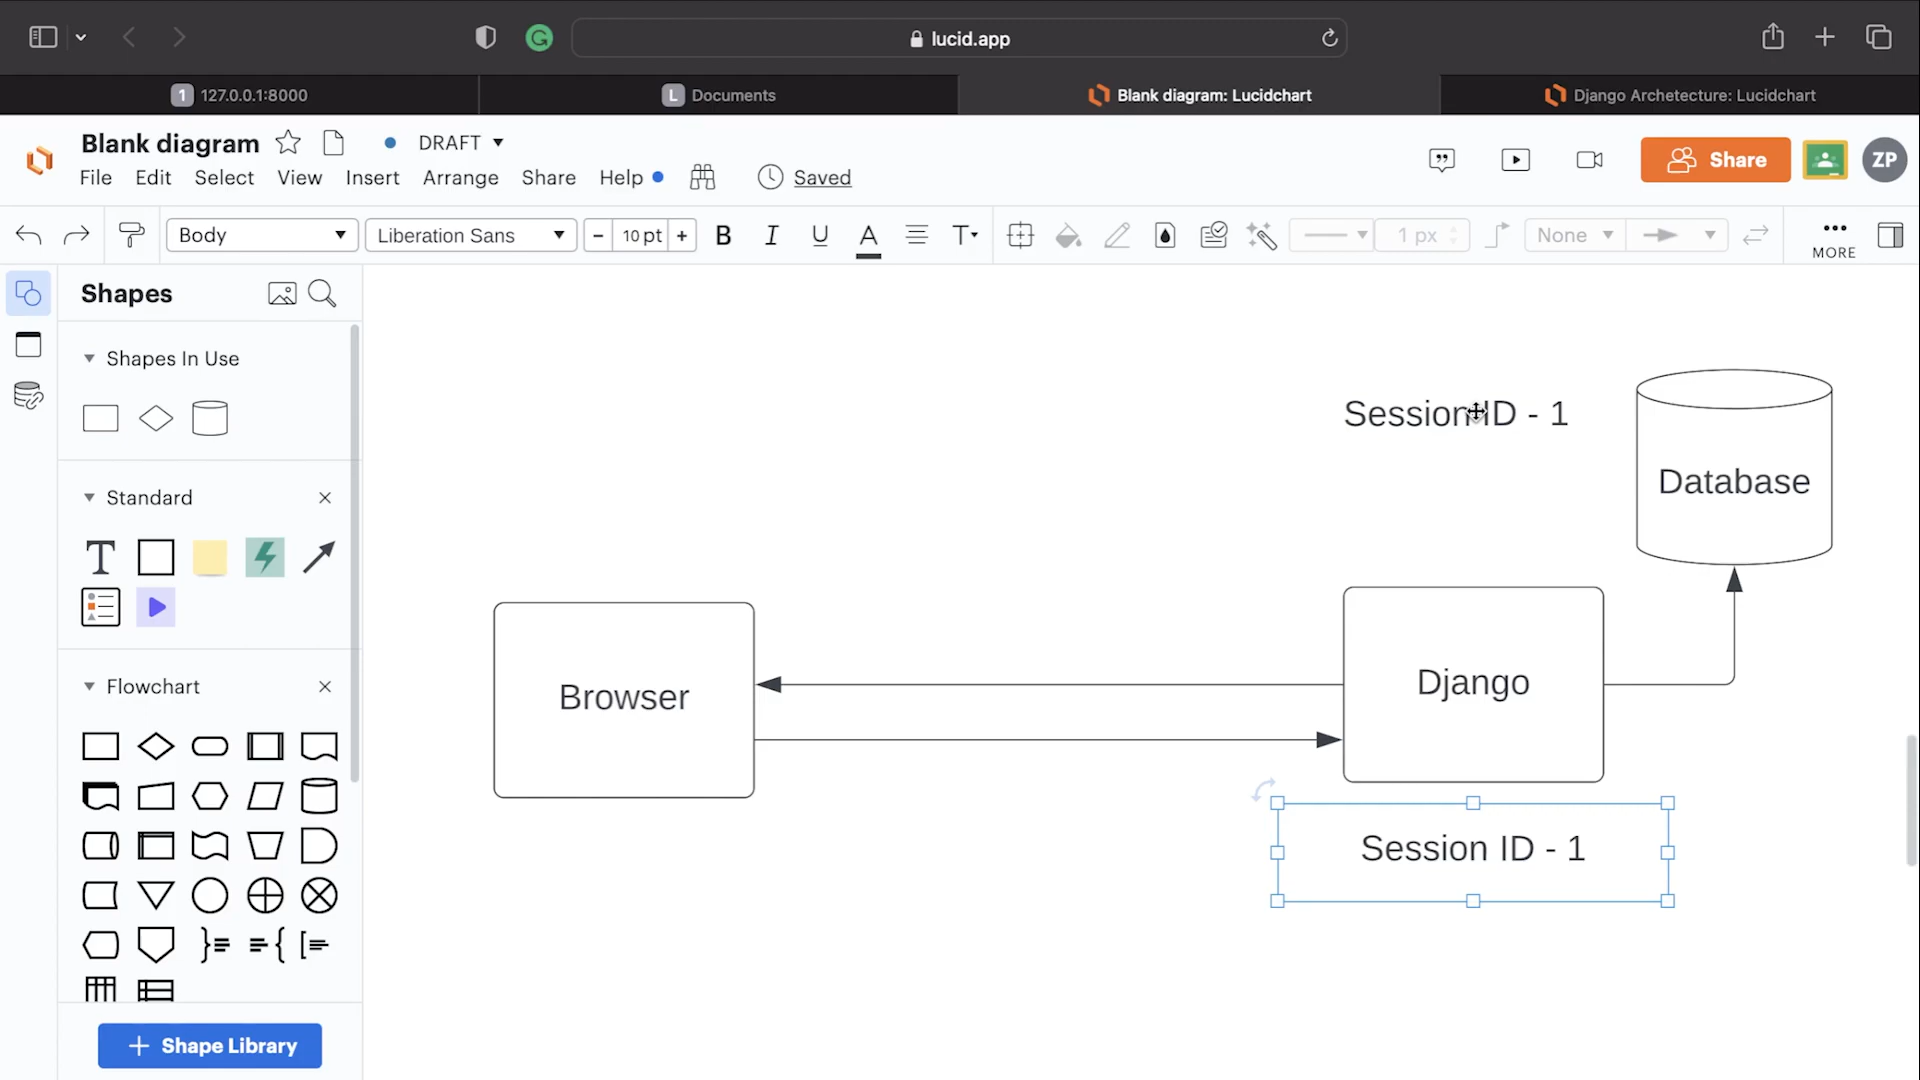 lucid.app
1 127.0.0.1:8000
L Documents
Blank diagram: Lucidchart
Django Archetecture: Lucidchart
Blank diagram
DRAFT
File Edit Select View Insert Arrange Share Help
Saved
Share
ZP
Body
Liberation Sans
- 10 pt +
B I U A T
1 px
None
MORE
Shapes
Shapes In Use
Standard
T
Flowchart
+ Shape Library
Session ID - 1
Database
Browser
Django
Session ID - 1